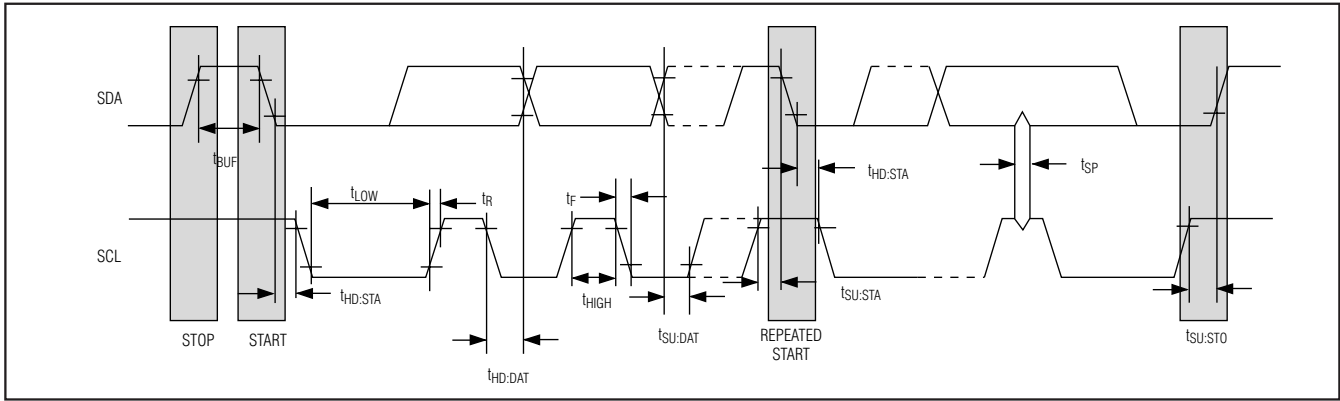 SDA
tBUF
tLOW
tR
tF
tHD:STA
tSP
SCL
tHD:STA
tHIGH
tSU:STA
tSU:DAT
tSU:STO
STOP
START
REPEATED
START
tHD:DAT